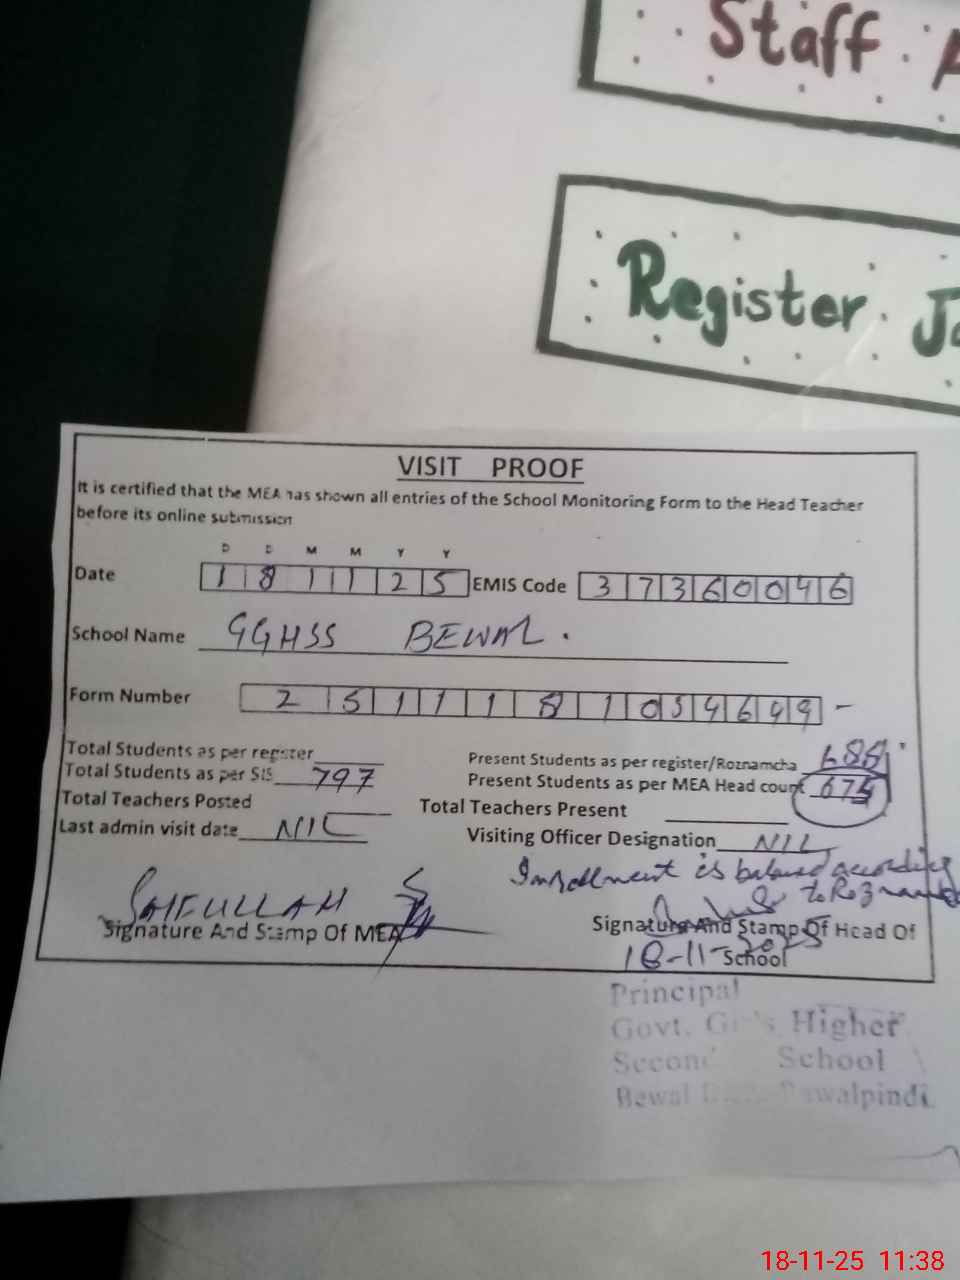 Staff A
Register Jo
VISIT PROOF
It is certified that the MEA has shown all entries of the School Monitoring Form to the Head Teacher
before its online submission
D D M M Y Y
Date 1 8 1 1 2 5 EMIS Code 3 7 3 6 0 0 4 6
School Name GGHSS BEWAL.
Form Number 2 5 1 1 1 8 1 0 5 4 6 4 9
Total Students as per register
Present Students as per register/Roznamcha 688
Total Students as per SIS 797
Present Students as per MEA Head count 675
Total Teachers Posted
Total Teachers Present
Last admin visit date NIL
Visiting Officer Designation NIL
Inrollment is balanced according
to Roznamcha
SAFULLAH
Signature And Stamp Of MEA
Signature And Stamp Of Head Of
School
18-11-2025
Principal
Govt. Girls Higher
School
Bewal Rawalpindi.
18-11-25 11:38